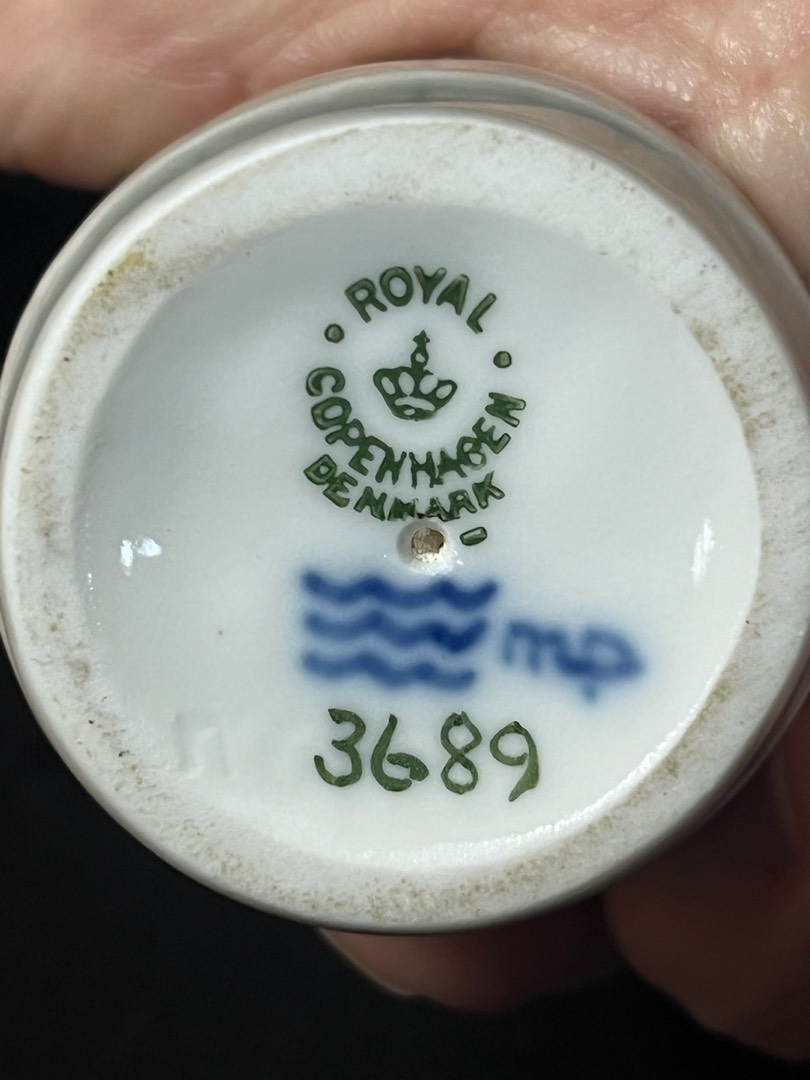 ROYAL
COPENHAGEN
DENMARK
mp
3689